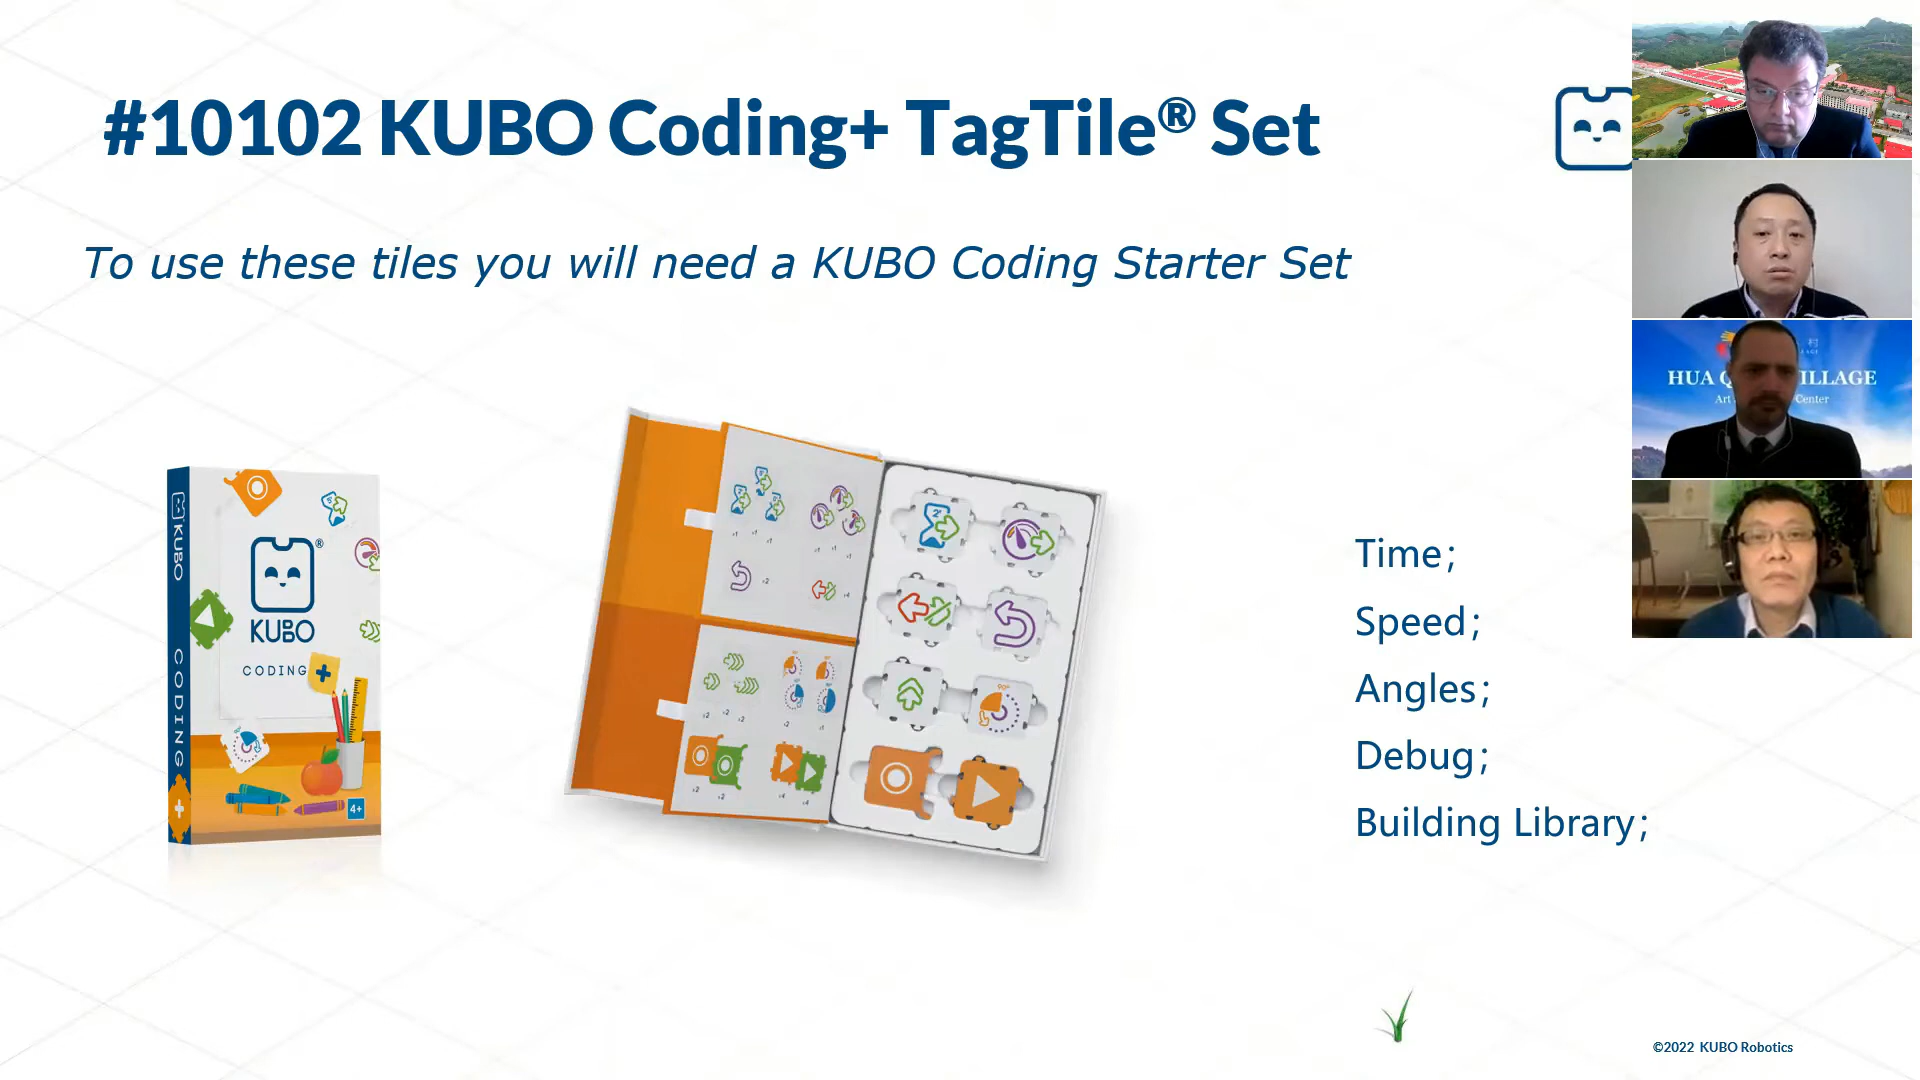 #10102 KUBO Coding+ TagTile® Set
To use these tiles you will need a KUBO Coding Starter Set
KUBO
CODING
®
KUBO
CODING+
4+
Time;
Speed;
Angles;
Debug;
Building Library;
HUA Q ILLAGE
Art Center
村
©2022 KUBO Robotics